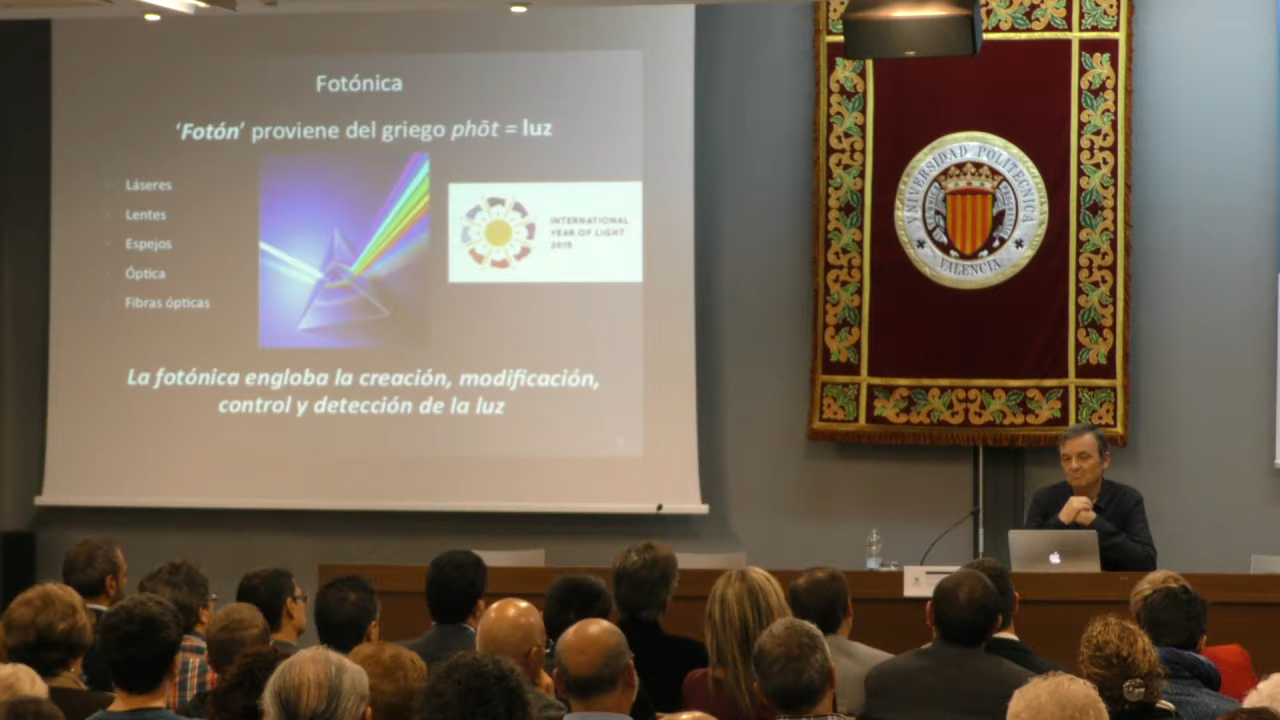 Fotónica
‘Fotón’ proviene del griego phōt = luz
Láseres
Lentes
Espejos
Óptica
Fibras ópticas
INTERNATIONAL
YEAR OF LIGHT
2015
La fotónica engloba la creación, modificación,
control y detección de la luz
VNIVERSIDAD POLITECNICA
VALENCIA